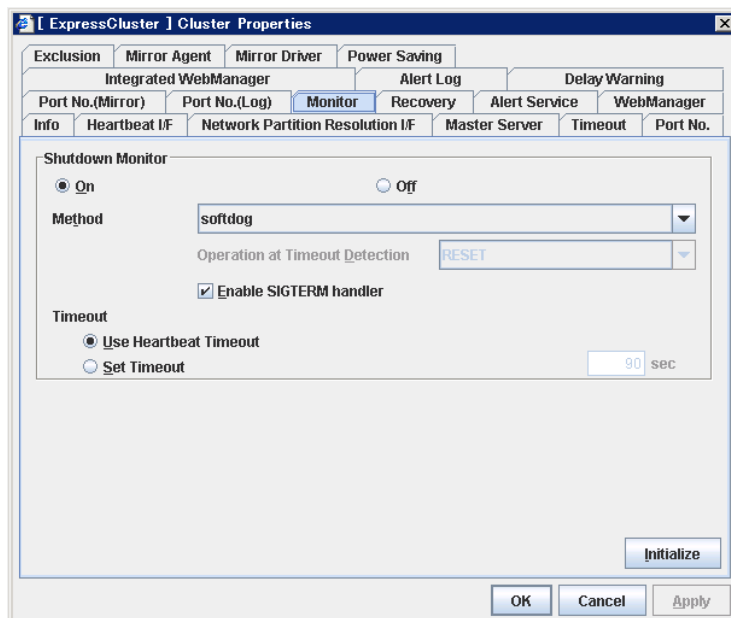 [ ExpressCluster ] Cluster Properties
Exclusion Mirror Agent Mirror Driver Power Saving
Integrated WebManager Alert Log Delay Warning
Port No.(Mirror) Port No.(Log) Monitor Recovery Alert Service WebManager
Info Heartbeat I/F Network Partition Resolution I/F Master Server Timeout Port No.
Shutdown Monitor
On Off
Method softdog
Operation at Timeout Detection RESET
Enable SIGTERM handler
Timeout
Use Heartbeat Timeout
Set Timeout 90 sec
Initialize
OK Cancel Apply